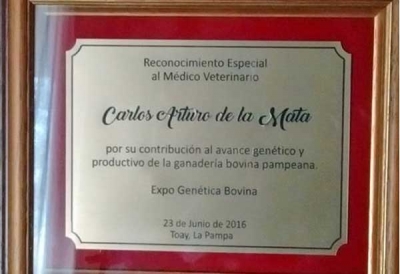 Reconocimiento Especial
al Médico Veterinario
Carlos Arturo de la Mata
por su contribución al avance genético y
productivo de la ganadería bovina pampeana.
Expo Genética Bovina
23 de Junio de 2016
Toay, La Pampa